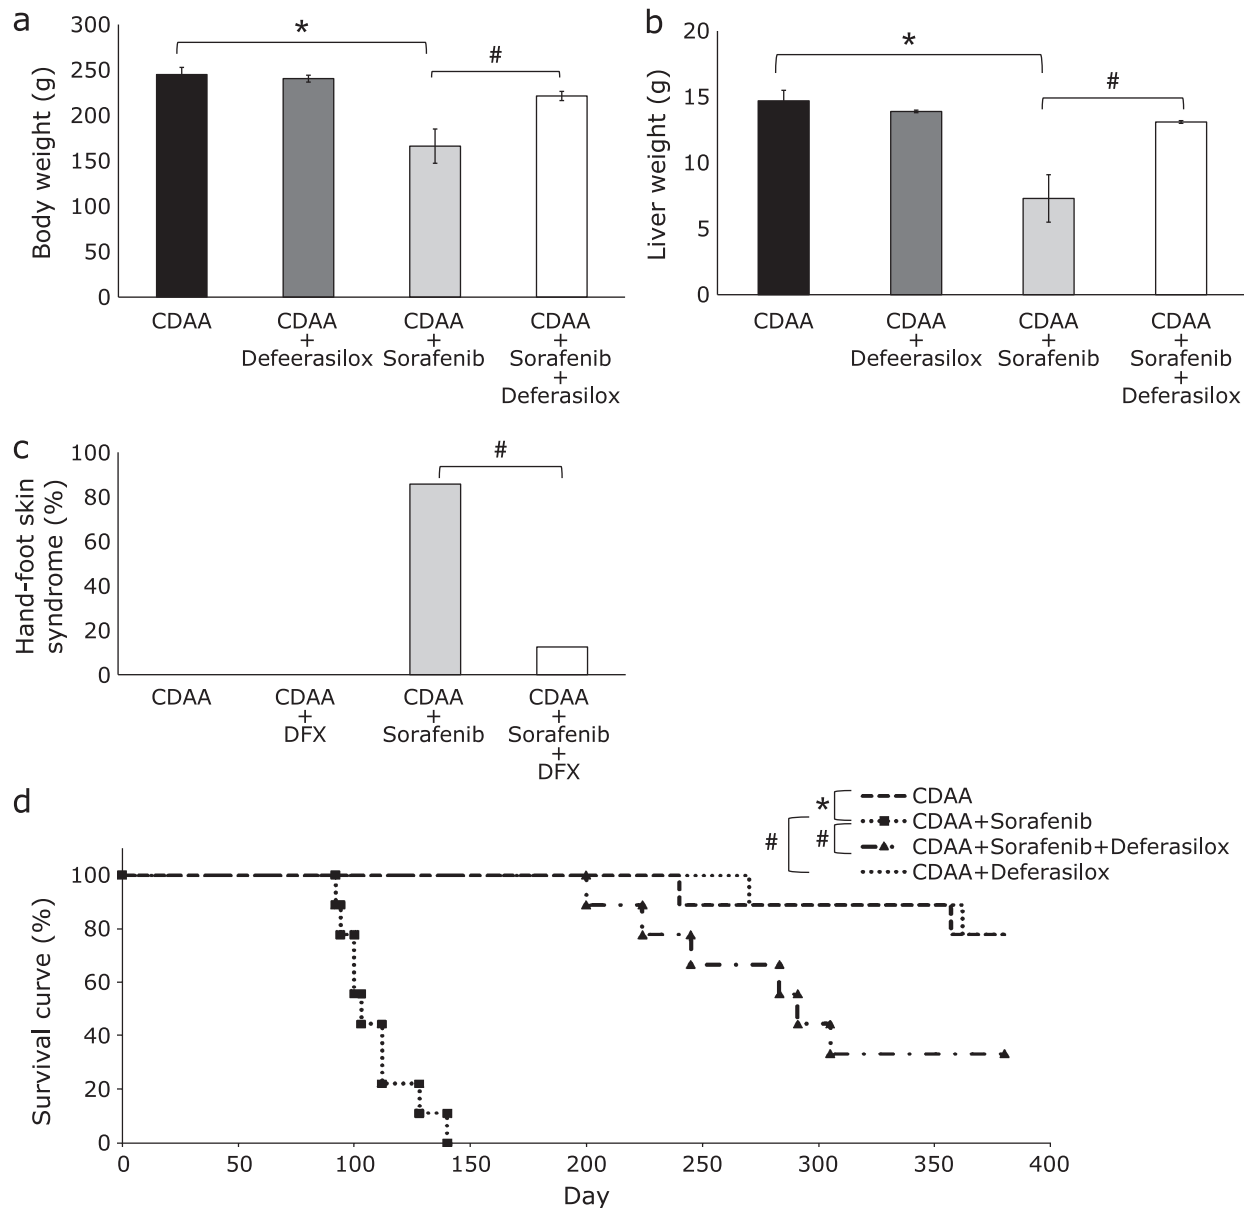 a
300
250
200
150
100
50
0
Body weight (g)
*
#
CDAA
CDAA
+
Defeerasilox
CDAA
+
Sorafenib
CDAA
+
Sorafenib
+
Deferasilox
b
20
15
10
5
0
Liver weight (g)
*
#
CDAA
CDAA
+
Defeerasilox
CDAA
+
Sorafenib
CDAA
+
Sorafenib
+
Deferasilox
c
100
80
60
40
20
0
Hand-foot skin
syndrome (%)
#
CDAA
CDAA
+
DFX
CDAA
+
Sorafenib
CDAA
+
Sorafenib
+
DFX
d
* CDAA
CDAA+Sorafenib
# # CDAA+Sorafenib+Deferasilox
CDAA+Deferasilox
100
80
60
40
20
0
Survival curve (%)
0 50 100 150 200 250 300 350 400
Day